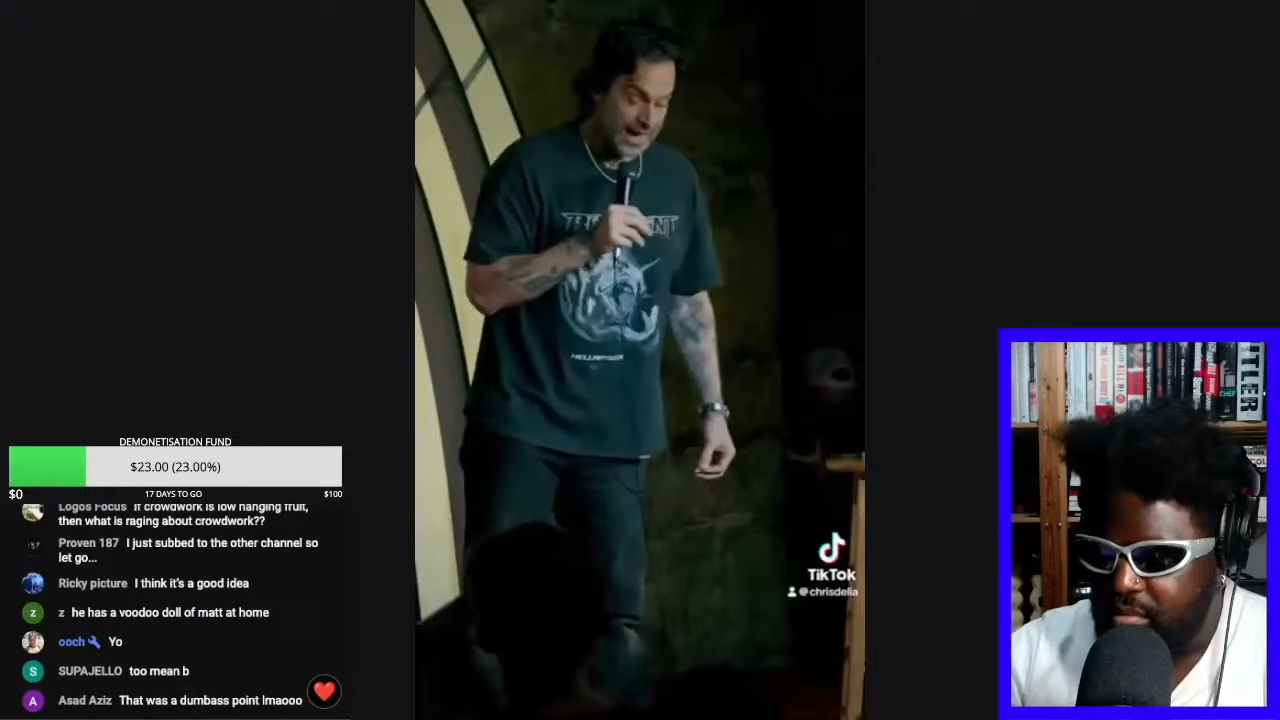 HELLRAISER
TikTok
@chrisdelia
DEMONETISATION FUND
$23.00 (23.00%)
$0
17 DAYS TO GO
$100
Logos Focus If crowdwork is low hanging fruit,
then what is raging about crowdwork??
Proven 187 I just subbed to the other channel so
let go...
Ricky picture I think it's a good idea
z he has a voodoo doll of matt at home
ooch Yo
SUPAJELLO too mean b
Asad Aziz That was a dumbass point lmaooo
KILL
CHEF